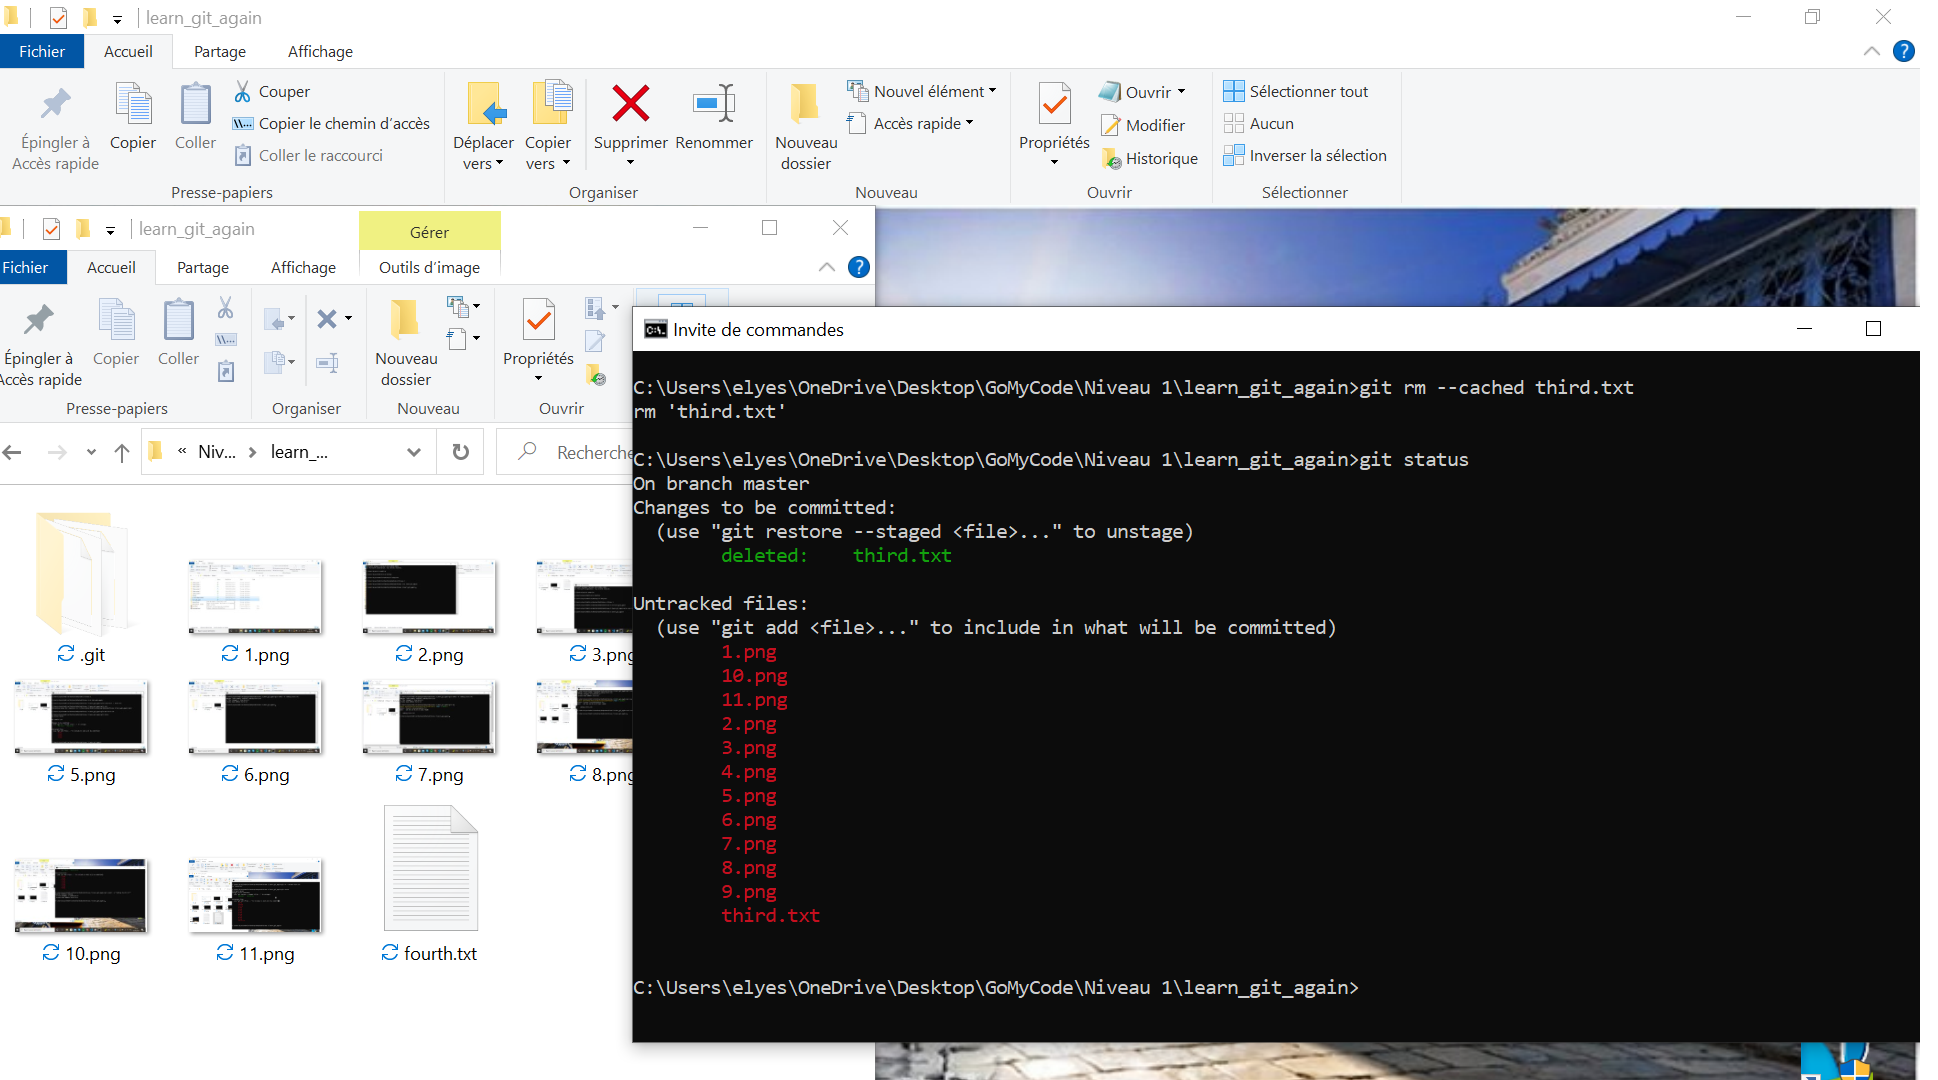 learn_git_again
Fichier
Accueil
Partage
Affichage
Épingler à
Accès rapide
Copier
Coller
Couper
Copier le chemin d'accès
Coller le raccourci
Presse-papiers
Déplacer
vers
Copier
vers
Supprimer
Renommer
Organiser
Nouveau
dossier
Nouvel élément
Accès rapide
Nouveau
Propriétés
Ouvrir
Modifier
Historique
Ouvrir
Sélectionner tout
Aucun
Inverser la sélection
Sélectionner
learn_git_again
Gérer
Fichier
Accueil
Partage
Affichage
Outils d'image
Épingler à
Accès rapide
Copier
Coller
Presse-papiers
Organiser
Nouveau
dossier
Nouveau
Propriétés
Ouvrir
« Niv... > learn_...
Recherche
.git
1.png
2.png
3.png
5.png
6.png
7.png
8.png
10.png
11.png
fourth.txt
Invite de commandes
C:\Users\elyes\OneDrive\Desktop\GoMyCode\Niveau 1\learn_git_again>git rm --cached third.txt
rm 'third.txt'
C:\Users\elyes\OneDrive\Desktop\GoMyCode\Niveau 1\learn_git_again>git status
On branch master
Changes to be committed:
  (use "git restore --staged <file>..." to unstage)
        deleted:    third.txt
Untracked files:
  (use "git add <file>..." to include in what will be committed)
        1.png
        10.png
        11.png
        2.png
        3.png
        4.png
        5.png
        6.png
        7.png
        8.png
        9.png
        third.txt
C:\Users\elyes\OneDrive\Desktop\GoMyCode\Niveau 1\learn_git_again>